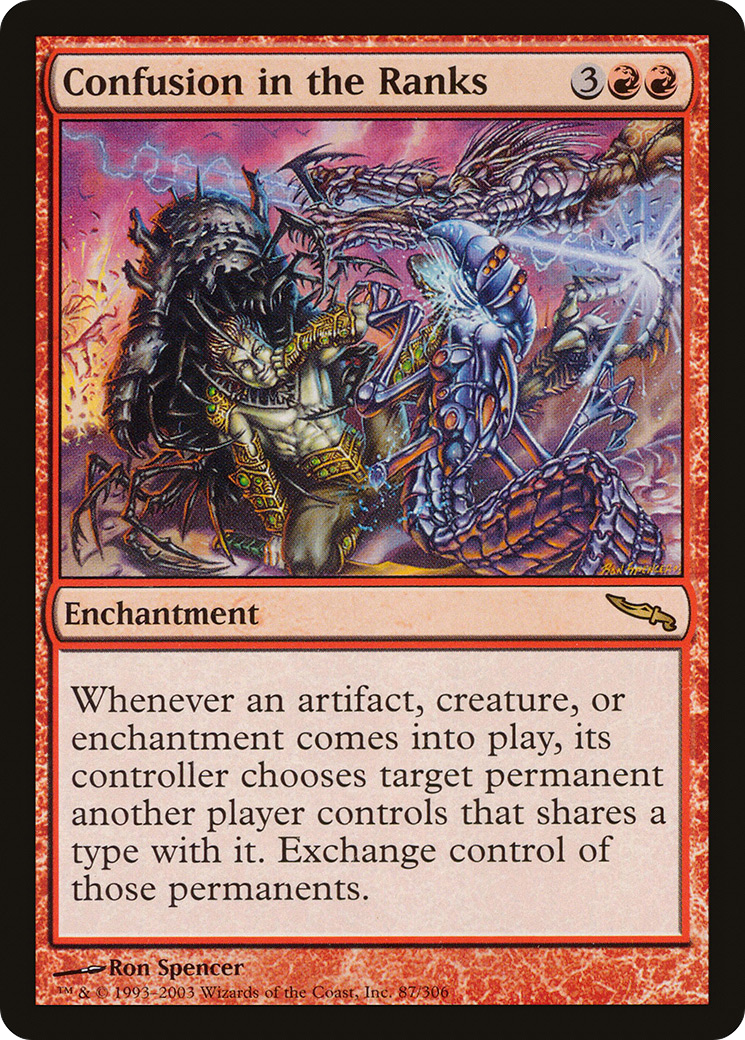 Confusion in the Ranks 3
Enchantment
Whenever an artifact, creature, or
enchantment comes into play, its
controller chooses target permanent
another player controls that shares a
type with it. Exchange control of
those permanents.
Ron Spencer
™ & © 1993–2003 Wizards of the Coast, Inc. 87/306